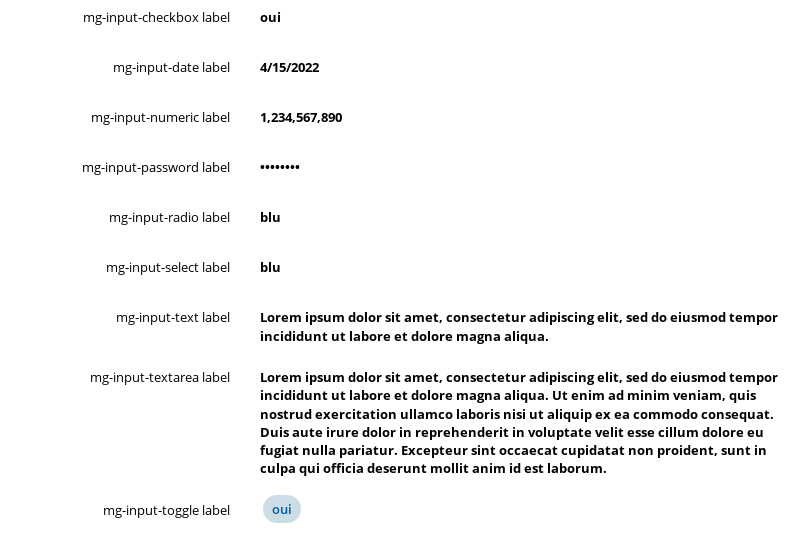 mg-input-checkbox label oui
mg-input-date label 4/15/2022
mg-input-numeric label 1,234,567,890
mg-input-password label ••••••••
mg-input-radio label blu
mg-input-select label blu
mg-input-text label Lorem ipsum dolor sit amet, consectetur adipiscing elit, sed do eiusmod tempor
incididunt ut labore et dolore magna aliqua.
mg-input-textarea label Lorem ipsum dolor sit amet, consectetur adipiscing elit, sed do eiusmod tempor
incididunt ut labore et dolore magna aliqua. Ut enim ad minim veniam, quis
nostrud exercitation ullamco laboris nisi ut aliquip ex ea commodo consequat.
Duis aute irure dolor in reprehenderit in voluptate velit esse cillum dolore eu
fugiat nulla pariatur. Excepteur sint occaecat cupidatat non proident, sunt in
culpa qui officia deserunt mollit anim id est laborum.
mg-input-toggle label oui